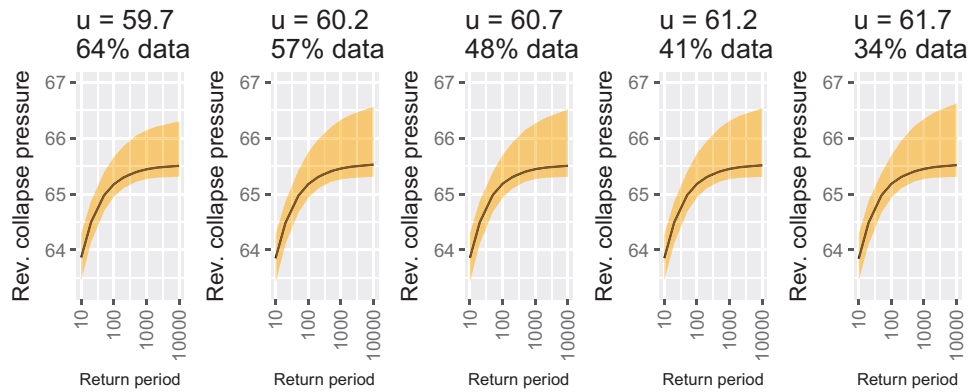 u = 59.7
64% data
Rev. collapse pressure
67
66
65
64
10
100
1000
10000
Return period
u = 60.2
57% data
Rev. collapse pressure
67
66
65
64
10
100
1000
10000
Return period
u = 60.7
48% data
Rev. collapse pressure
67
66
65
64
10
100
1000
10000
Return period
u = 61.2
41% data
Rev. collapse pressure
67
66
65
64
10
100
1000
10000
Return period
u = 61.7
34% data
Rev. collapse pressure
67
66
65
64
10
100
1000
10000
Return period